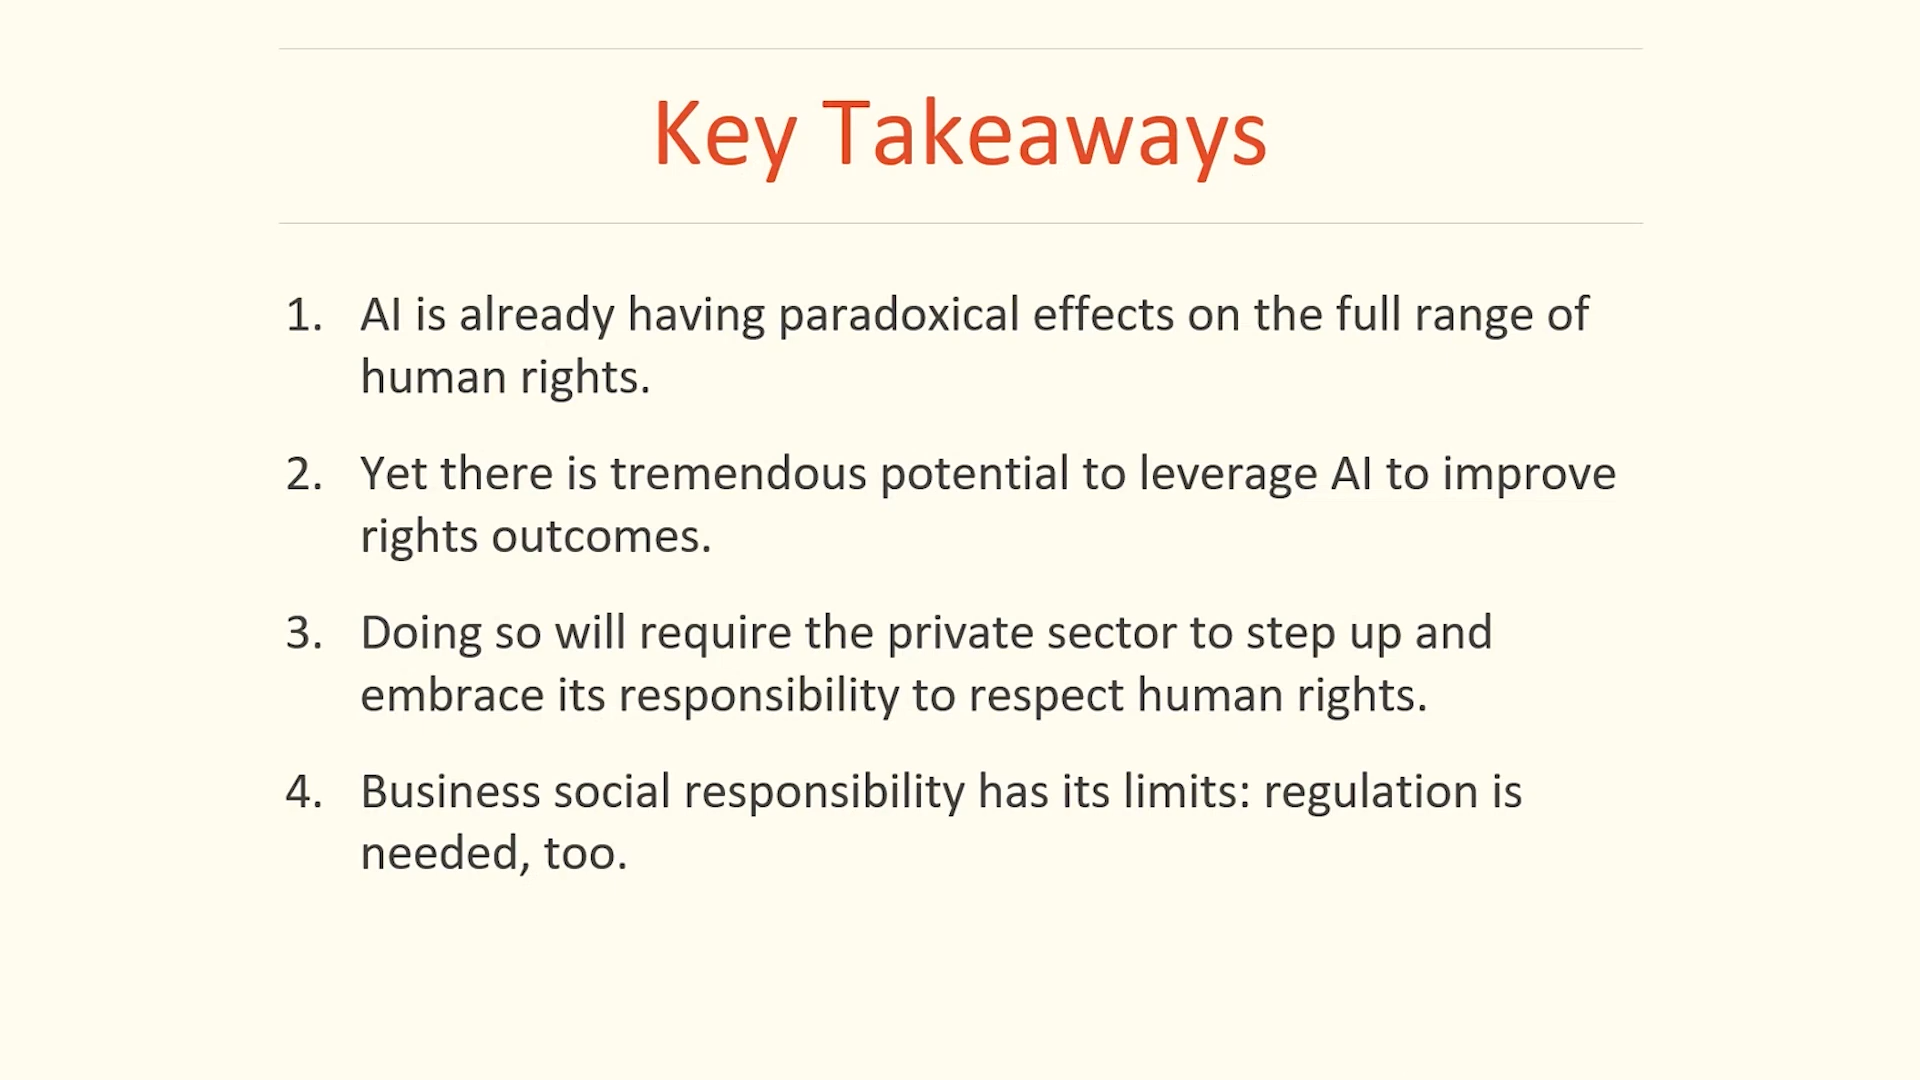 Key Takeaways
1. AI is already having paradoxical effects on the full range of
human rights.
2. Yet there is tremendous potential to leverage AI to improve
rights outcomes.
3. Doing so will require the private sector to step up and
embrace its responsibility to respect human rights.
4. Business social responsibility has its limits: regulation is
needed, too.